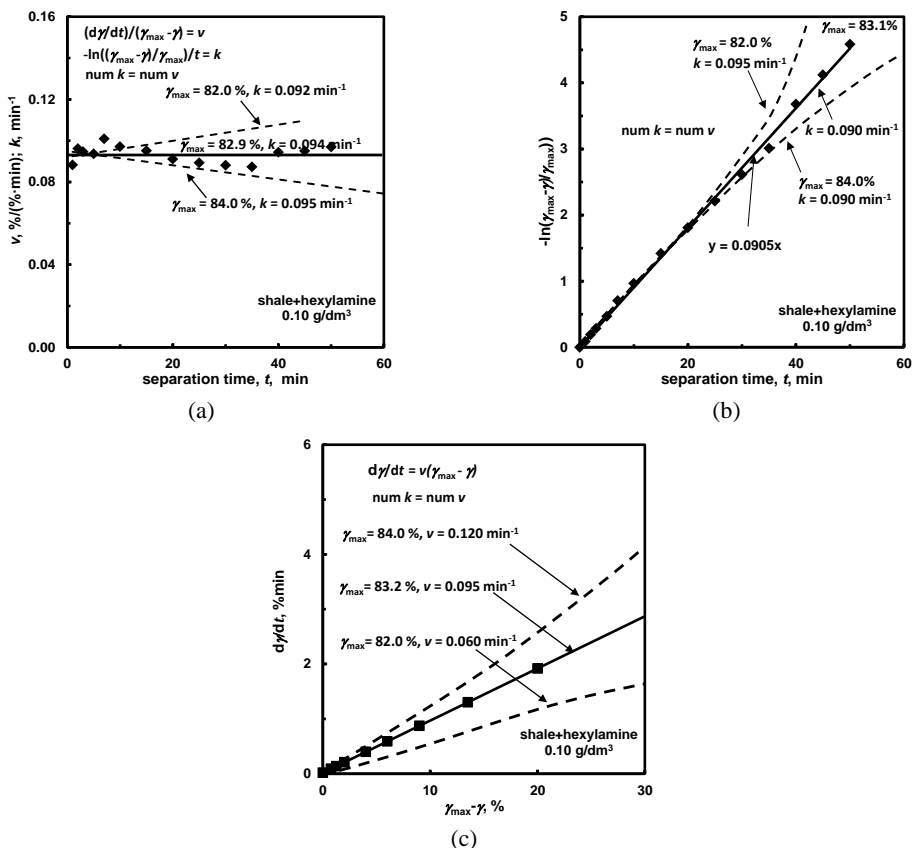 (dγ/dt)/(γmax-γ) = v
-ln((γmax-γ)/γmax)/t = k
num k = num v
0.16
0.12
0.08
0.04
0.00
v, %/(%·min); k, min-1
γmax = 82.0 %, k = 0.092 min-1
γmax = 82.9 %, k = 0.094 min-1
γmax = 84.0 %, k = 0.095 min-1
shale+hexylamine
0.10 g/dm3
0 20 40 60
separation time, t, min
(a)
-5
-4
-3
-2
-1
0
-ln(γmax-γ)/γmax))
γmax = 83.1%
γmax = 82.0 %
k = 0.095 min-1
num k = num v
k = 0.090 min-1
γmax = 84.0%
k = 0.090 min-1
y = 0.0905x
shale+hexylamine
0.10 g/dm3
0 20 40 60
separation time, t, min
(b)
6
4
2
0
dγ/dt, %min
dγ/dt = v(γmax - γ)
num k = num v
γmax = 84.0 %, v = 0.120 min-1
γmax = 83.2 %, v = 0.095 min-1
γmax = 82.0 %, v = 0.060 min-1
shale+hexylamine
0.10 g/dm3
0 10 20 30
γmax-γ, %
(c)